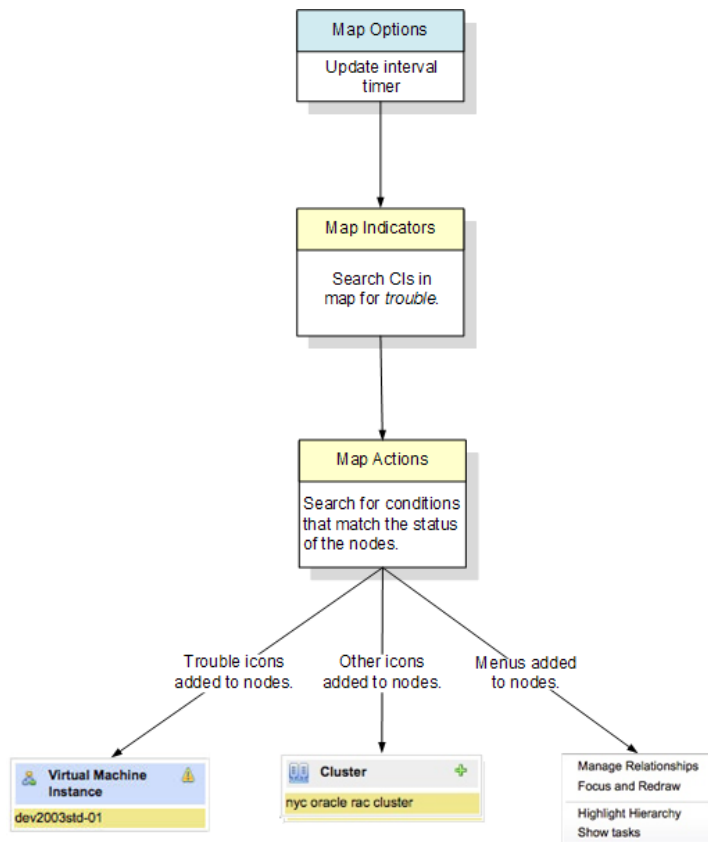 Map Options
Update interval
timer
Map Indicators
Search CIs in
map for trouble.
Map Actions
Search for conditions
that match the status
of the nodes.
Trouble icons
added to nodes.
Other icons
added to nodes.
Menus added
to nodes.
Virtual Machine
Instance
dev2003std-01
Cluster
nyc oracle rac cluster
Manage Relationships
Focus and Redraw
Highlight Hierarchy
Show tasks